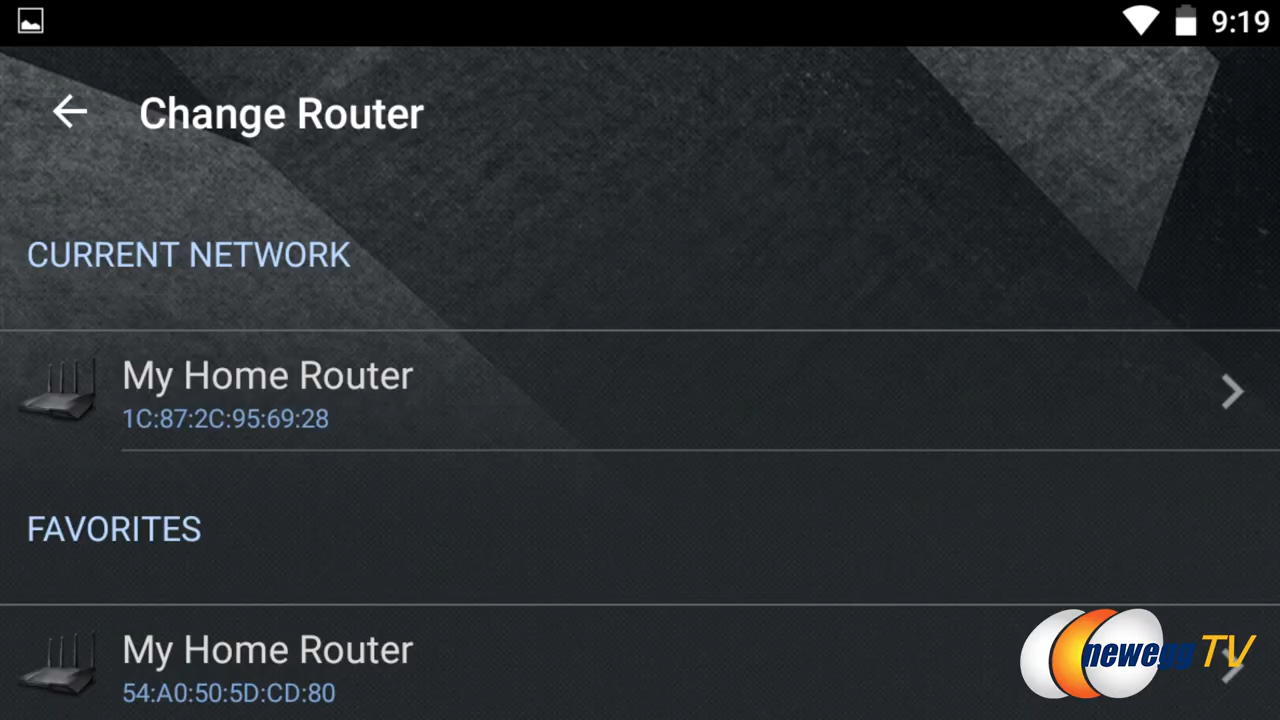 9:19
Change Router
CURRENT NETWORK
My Home Router
1C:87:2C:95:69:28
FAVORITES
My Home Router
54:A0:50:5D:CD:80
newegg TV